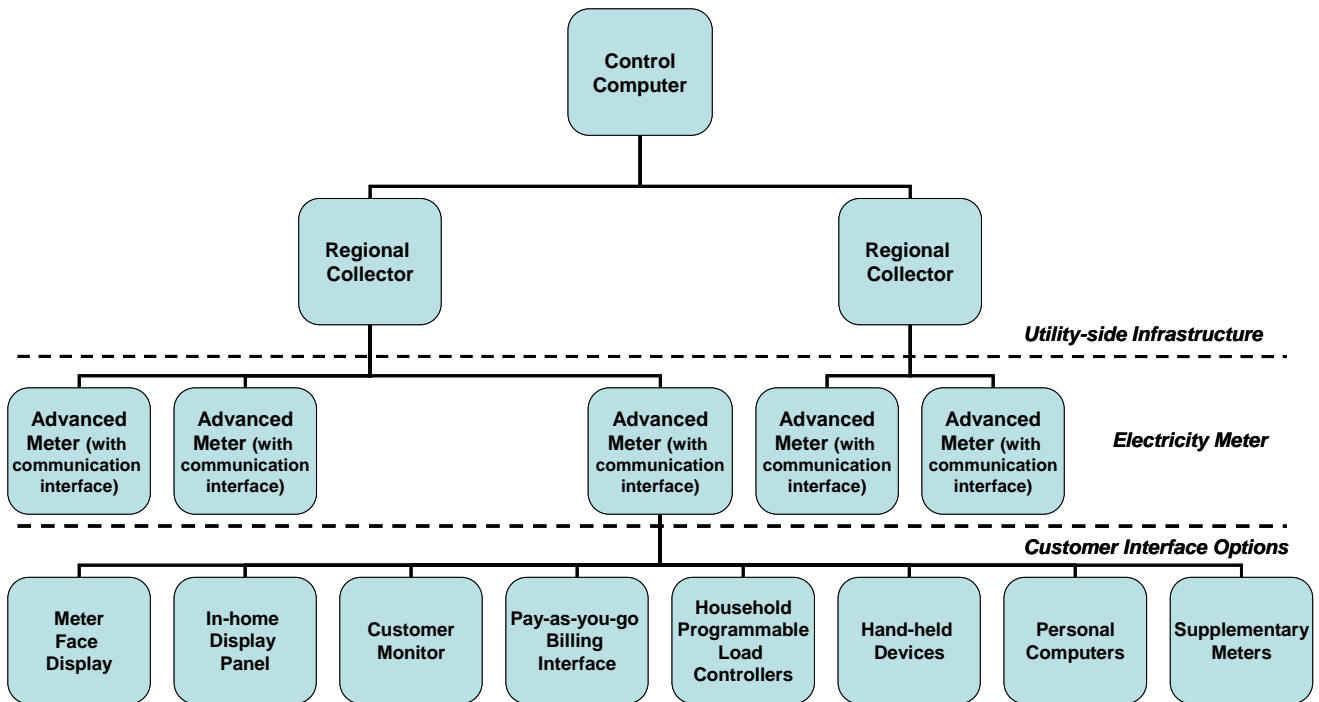 Control
Computer
Regional
Collector
Regional
Collector
Utility-side Infrastructure
Advanced
Meter (with
communication
interface)
Advanced
Meter (with
communication
interface)
Advanced
Meter (with
communication
interface)
Advanced
Meter (with
communication
interface)
Advanced
Meter (with
communication
interface)
Electricity Meter
Customer Interface Options
Meter
Face
Display
In-home
Display
Panel
Customer
Monitor
Pay-as-you-go
Billing
Interface
Household
Programmable
Load
Controllers
Hand-held
Devices
Personal
Computers
Supplementary
Meters